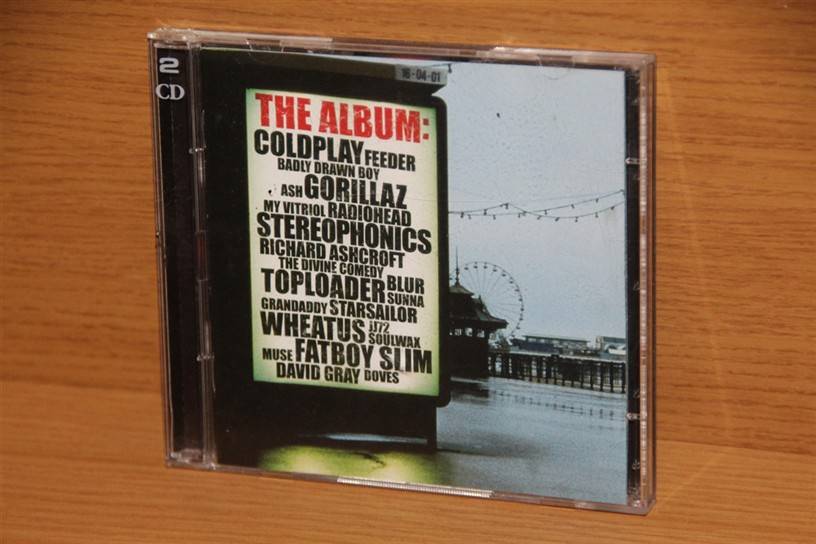 2
CD
16-04-01
THE ALBUM:
COLDPLAY FEEDER
BADLY DRAWN BOY
ASH GORILLAZ
MY VITRIOL RADIOHEAD
STEREOPHONICS
RICHARD ASHCROFT
THE DIVINE COMEDY
TOPLOADER BLUR
SUNNA
GRANDADDY STARSAILOR
WHEATUS JJ72
SOULWAX
MUSE FATBOY SLIM
DAVID GRAY DOVES